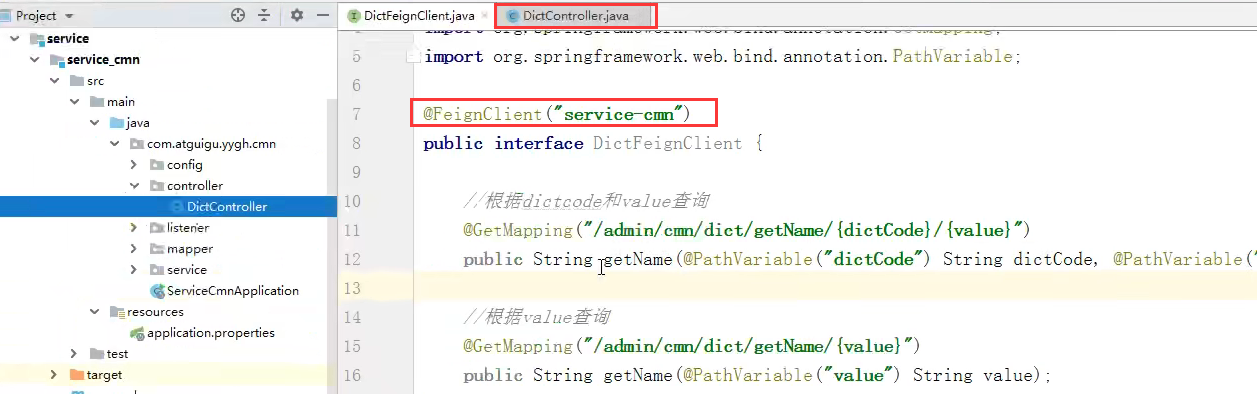 Project
DictFeignClient.java
DictController.java
service
service_cmn
src
main
java
com.atguigu.yygh.cmn
config
controller
DictController
listener
mapper
service
ServiceCmnApplication
resources
application.properties
test
target
5 import org.springframework.web.bind.annotation.PathVariable;
6
7 @FeignClient("service-cmn")
8 public interface DictFeignClient {
9
10 //根据dictcode和value查询
11 @GetMapping("/admin/cmn/dict/getName/{dictCode}/{value}")
12 public String getName(@PathVariable("dictCode") String dictCode, @PathVariable("
13
14 //根据value查询
15 @GetMapping("/admin/cmn/dict/getName/{value}")
16 public String getName(@PathVariable("value") String value);